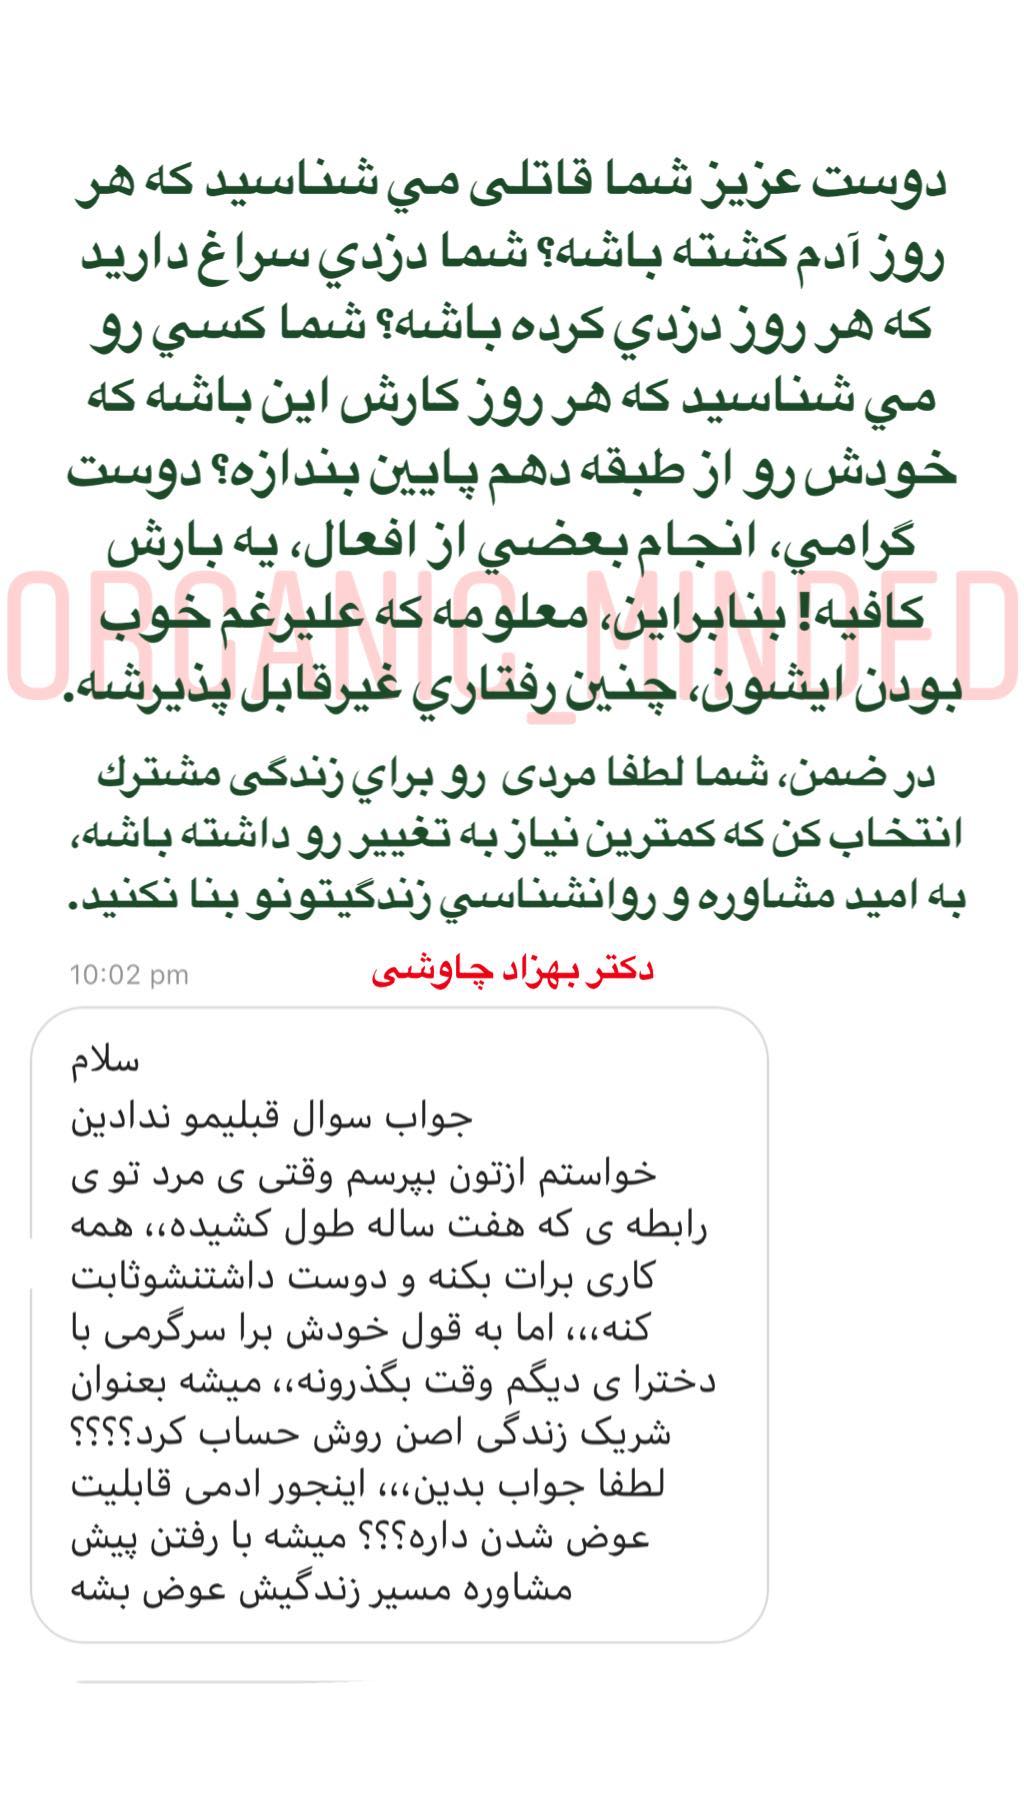 دوست عزيز شما قاتلی مي شناسيد كه هر
روز آدم كشته باشه؟ شما دزدي سراغ داريد
كه هر روز دزدي كرده باشه؟ شما كسي رو
مي شناسيد كه هر روز كارش اين باشه كه
خودش رو از طبقه دهم پايين بندازه؟ دوست
گرامي، انجام بعضي از افعال، يه بارش
كافيه! بنابراين، معلومه كه عليرغم خوب
ORGANIC_MINDED
بودن ايشون، چنين رفتاري غيرقابل پذيرشه.
در ضمن، شما لطفا مردی رو براي زندگی مشترك
انتخاب كن كه كمترين نياز به تغيير رو داشته باشه،
به اميد مشاوره و روانشناسي زندگيتونو بنا نكنيد.
دكتر بهزاد چاوشی
10:02 pm
سلام
جواب سوال قبلیمو ندادین
خواستم ازتون بپرسم وقتی ی مرد تو ی
رابطه ی که هفت ساله طول کشیده،، همه
کاری برات بکنه و دوست داشتنشوثابت
کنه،،، اما به قول خودش برا سرگرمی با
دخترا ی دیگم وقت بگذرونه،، میشه بعنوان
شریک زندگی اصن روش حساب کرد؟؟؟؟
لطفا جواب بدین،،، اینجور ادمی قابلیت
عوض شدن داره؟؟؟ میشه با رفتن پیش
مشاوره مسیر زندگیش عوض بشه